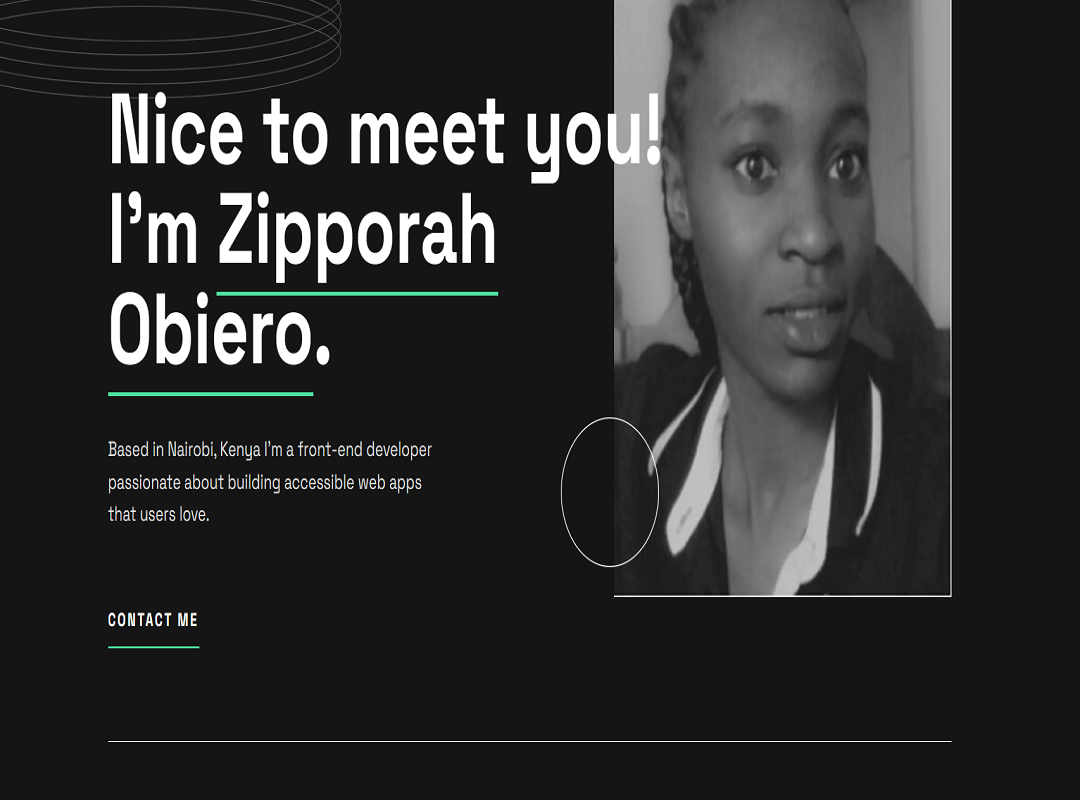 Nice to meet you!
I’m Zipporah
Obiero.
Based in Nairobi, Kenya I’m a front-end developer
passionate about building accessible web apps
that users love.
CONTACT ME